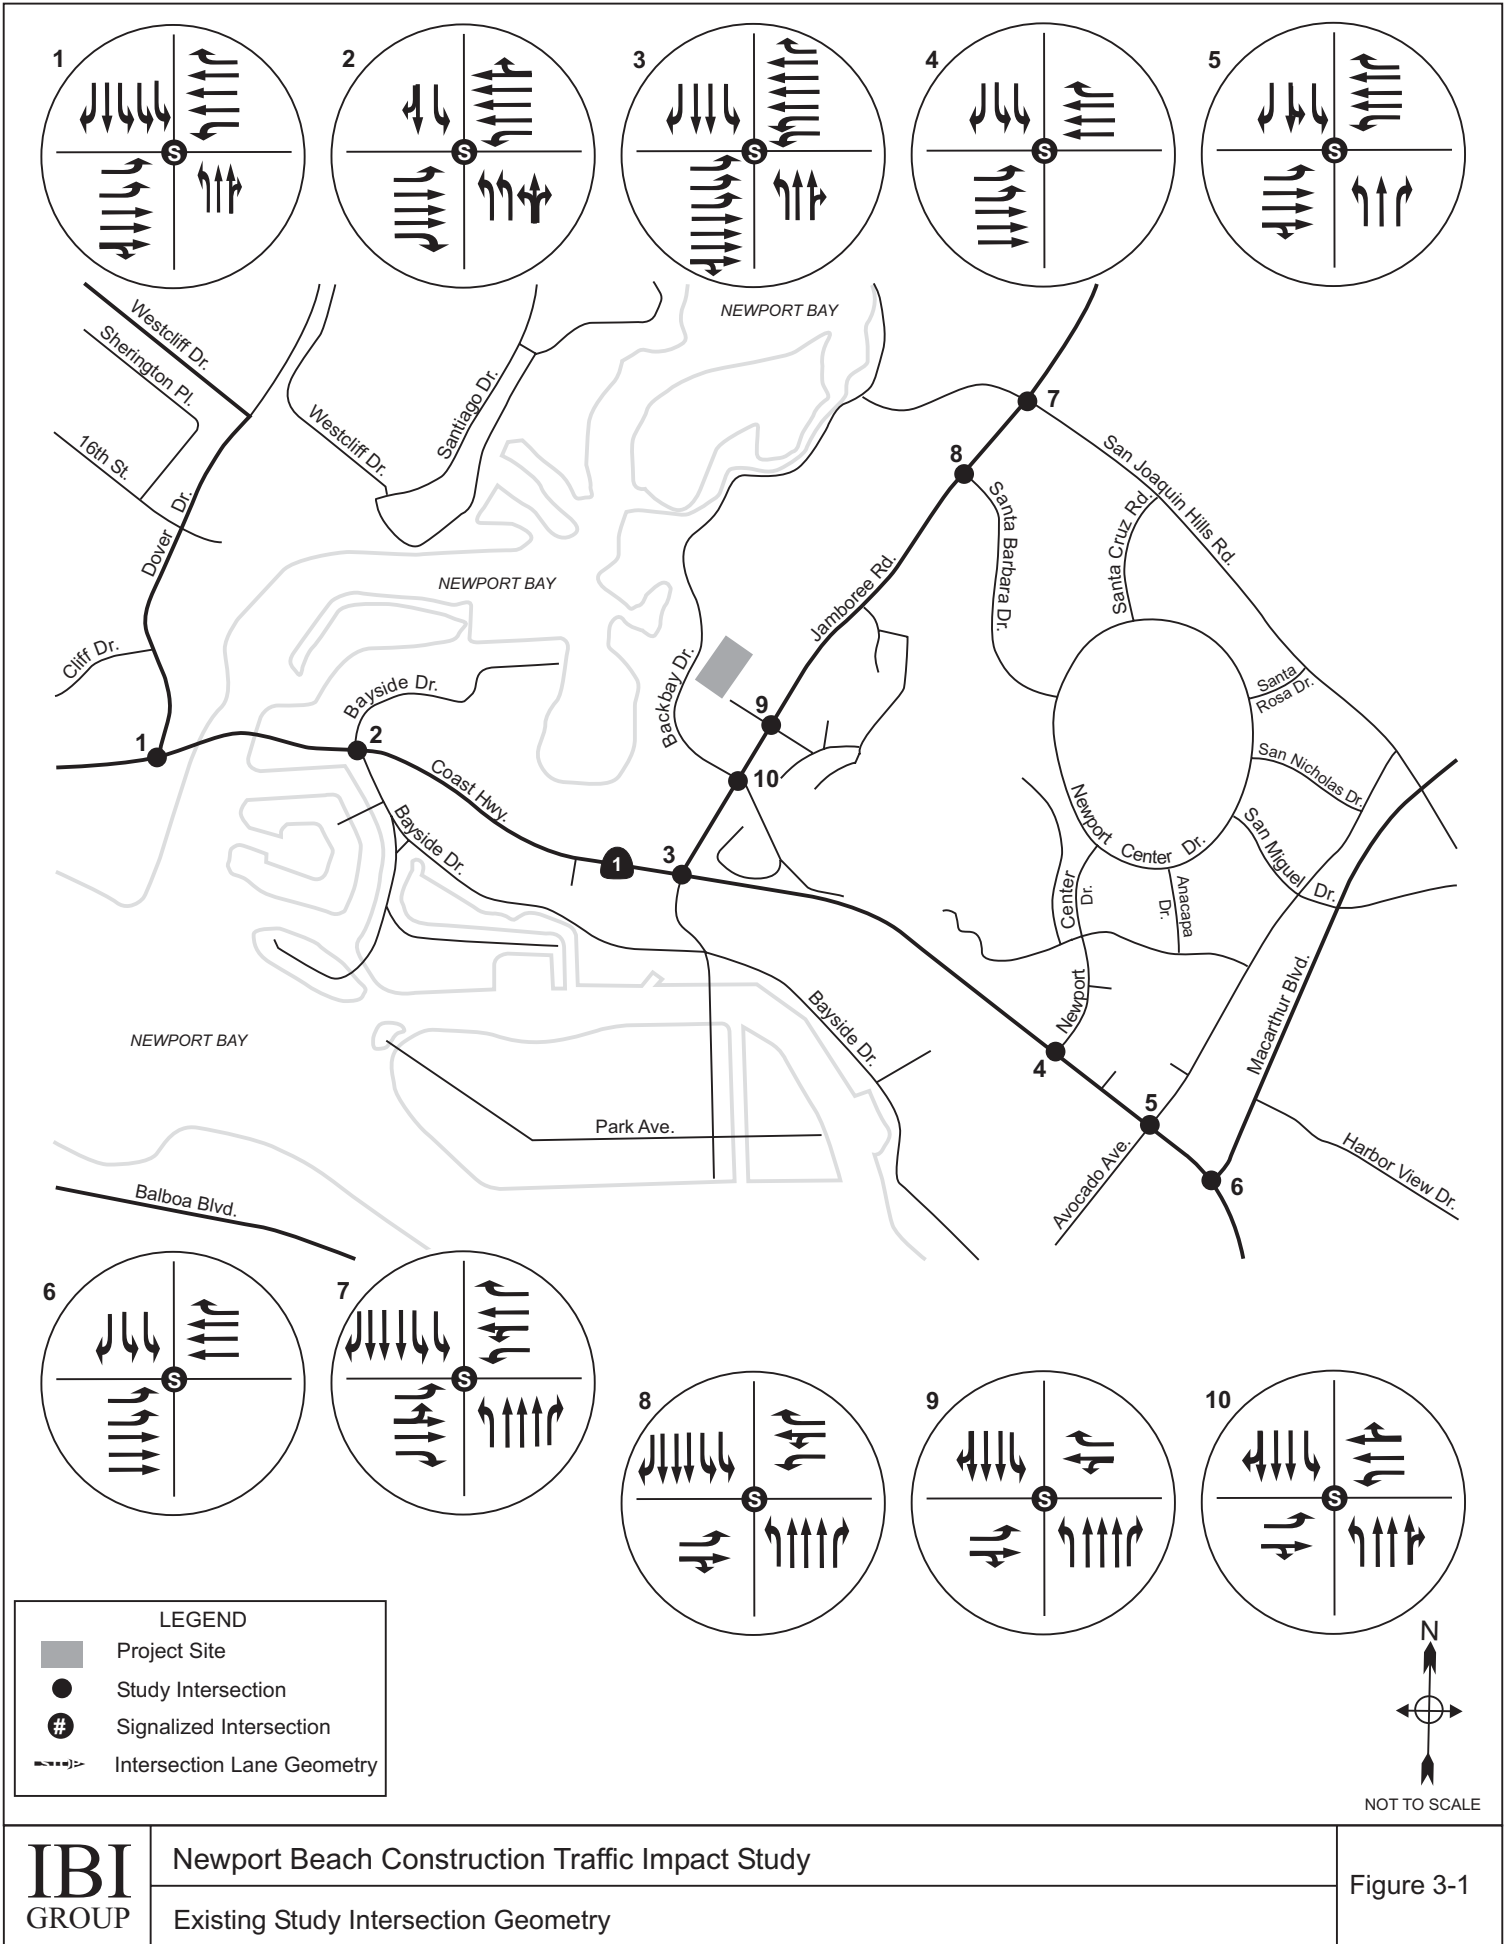 1
2
3
4
5
S
S
S
S
S
NEWPORT BAY
Westcliff Dr.
Sherington Pl.
16th St.
Dover Dr.
Cliff Dr.
Westcliff Dr.
Santiago Dr.
NEWPORT BAY
7
8
San Joaquin Hills Rd.
Santa Cruz Rd.
Santa Barbara Dr.
Jamboree Rd.
Backbay Dr.
Bayside Dr.
Santa
Rosa Dr.
1
2
9
10
San Nicholas Dr.
Coast Hwy.
Bayside Dr.
1
3
Newport Center Dr.
San Miguel Dr.
Center
Dr.
Anacapa
Dr.
Newport
Macarthur Blvd.
Bayside Dr.
NEWPORT BAY
4
5
6
Park Ave.
Avocado Ave.
Harbor View Dr.
Balboa Blvd.
6
7
8
9
10
S
S
S
S
S
LEGEND
Project Site
Study Intersection
# Signalized Intersection
Intersection Lane Geometry
N
NOT TO SCALE
IBI
GROUP
Newport Beach Construction Traffic Impact Study
Existing Study Intersection Geometry
Figure 3-1